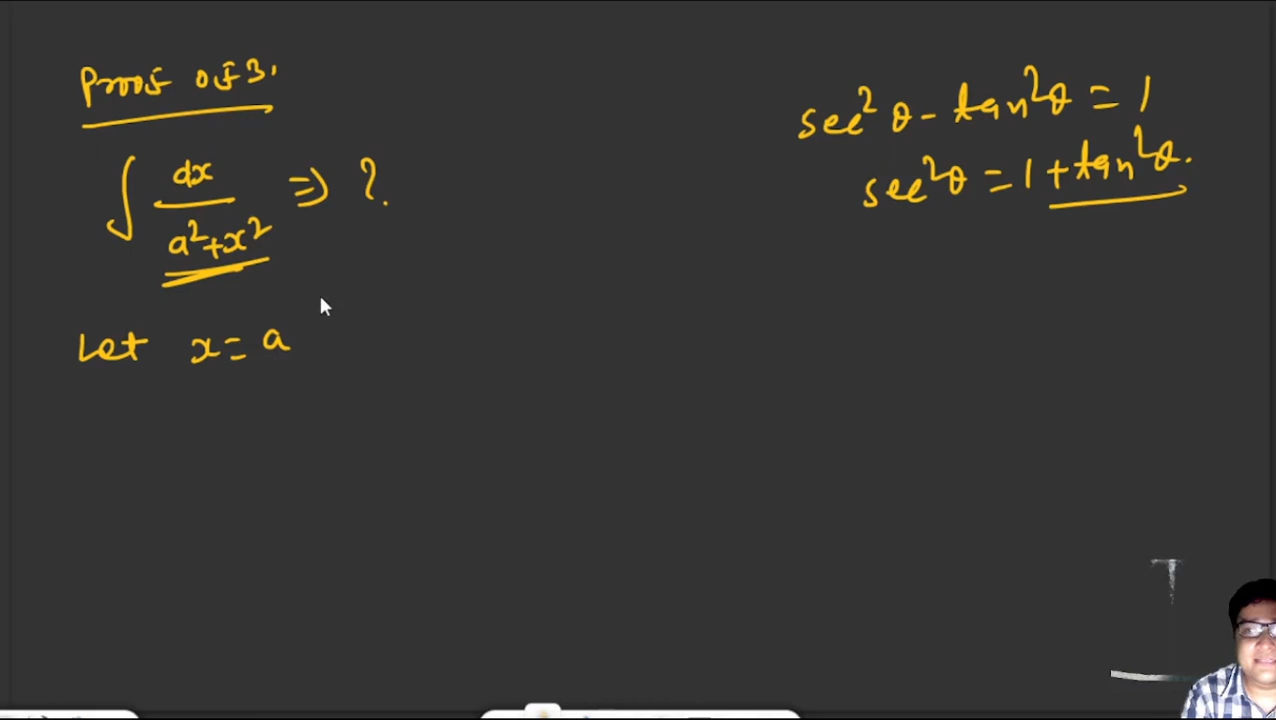 Proof of 3.
∫ dx / a²+x² ⇒ ?
Let x = a
sec²θ - tan²θ = 1
sec²θ = 1 + tan²θ.
T